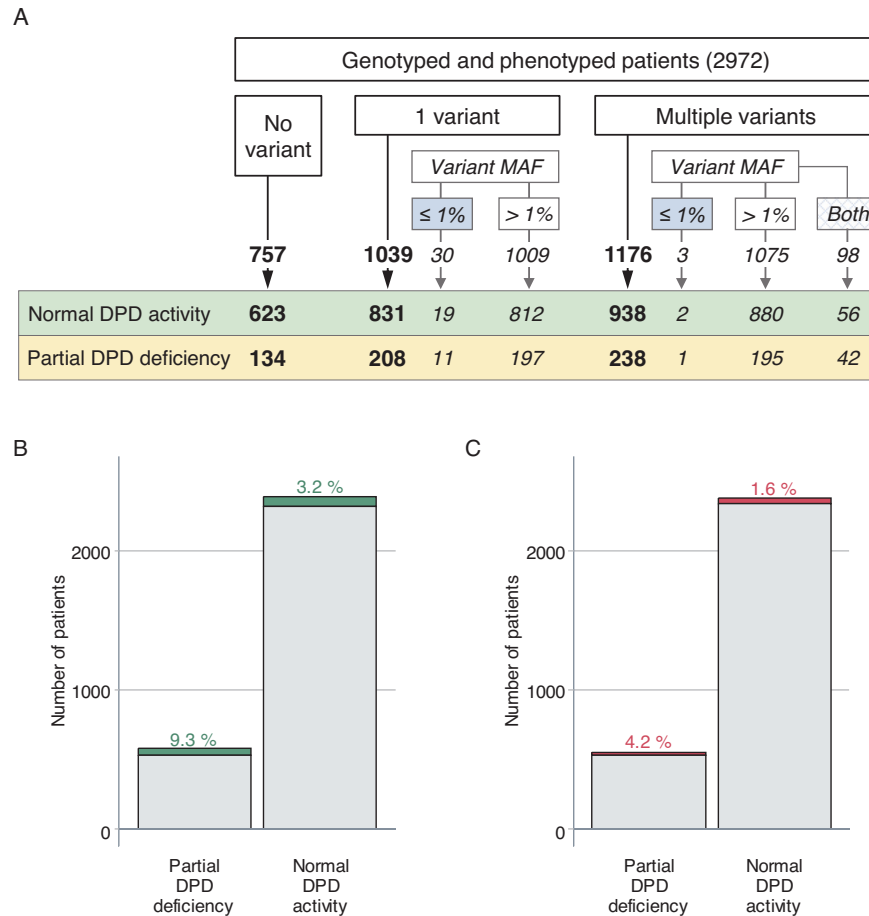 A
Genotyped and phenotyped patients (2972)
No
variant
1 variant
Multiple variants
Variant MAF
Variant MAF
≤ 1%
> 1%
≤ 1%
> 1%
Both
757
1039
30
1009
1176
3
1075
98
Normal DPD activity 623 831 19 812 938 2 880 56
Partial DPD deficiency 134 208 11 197 238 1 195 42
B
Number of patients
2000
1000
0
3.2 %
9.3 %
Partial
DPD
deficiency
Normal
DPD
activity
C
Number of patients
2000
1000
0
1.6 %
4.2 %
Partial
DPD
deficiency
Normal
DPD
activity